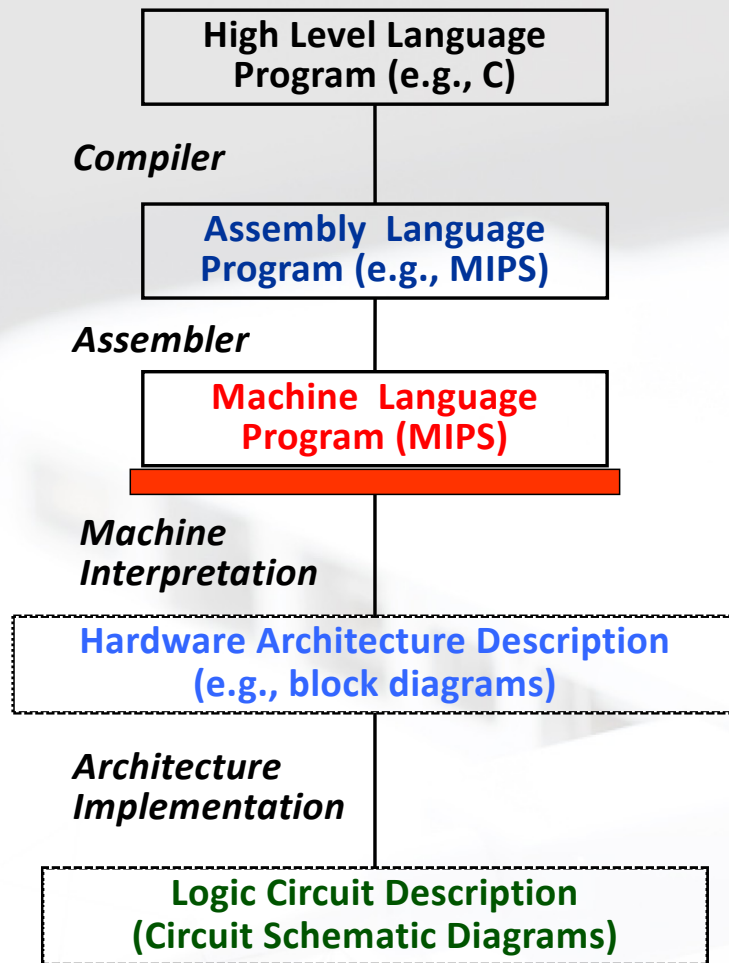 High Level Language
Program (e.g., C)
Compiler
Assembly Language
Program (e.g., MIPS)
Assembler
Machine Language
Program (MIPS)
Machine
Interpretation
Hardware Architecture Description
(e.g., block diagrams)
Architecture
Implementation
Logic Circuit Description
(Circuit Schematic Diagrams)